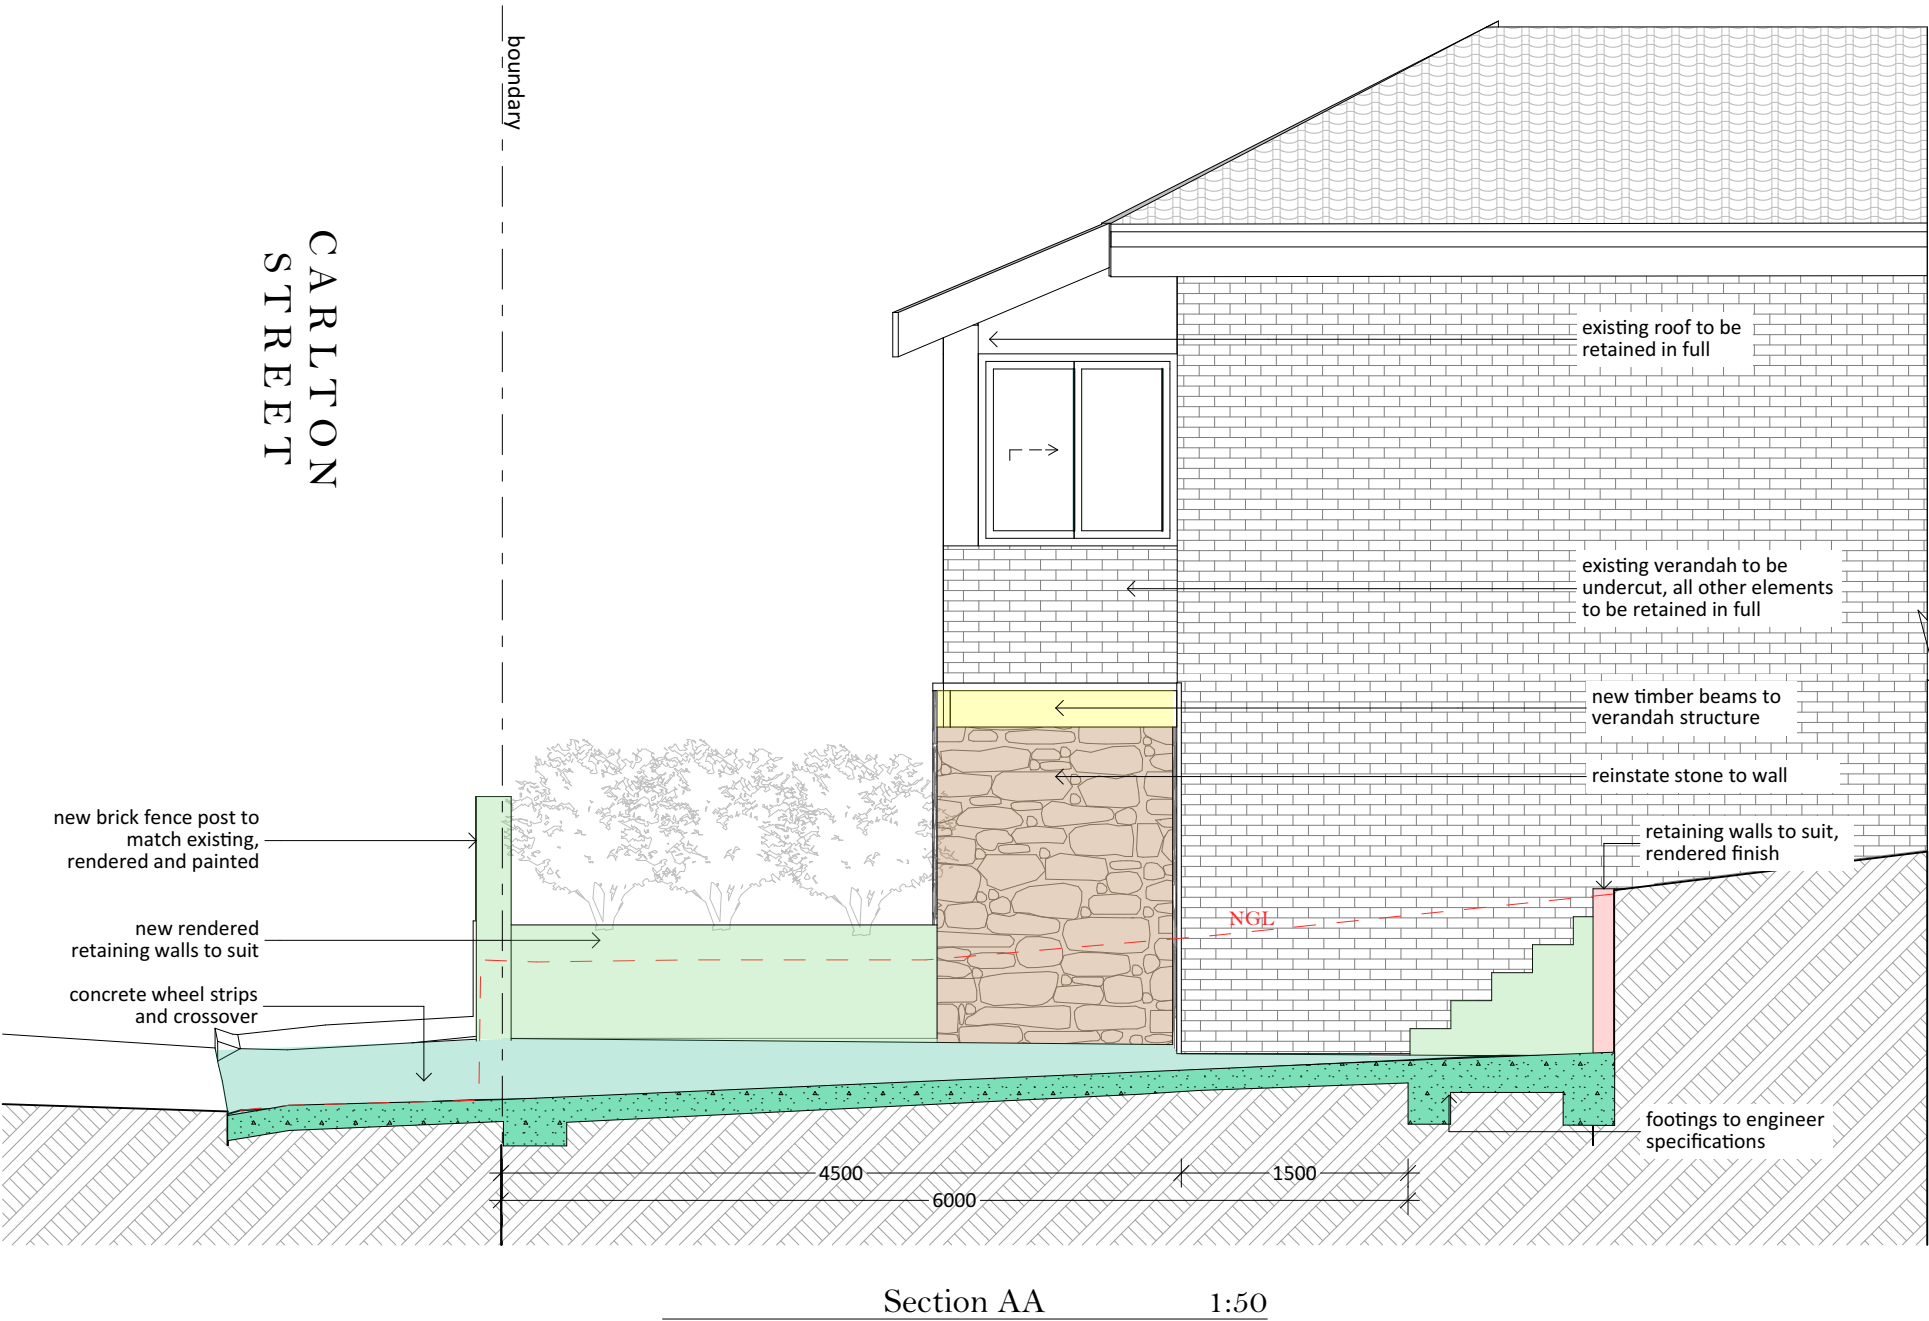 boundary
CARLTON
STREET
existing roof to be
retained in full
existing verandah to be
undercut, all other elements
to be retained in full
new timber beams to
verandah structure
reinstate stone to wall
retaining walls to suit,
rendered finish
new brick fence post to
match existing,
rendered and painted
new rendered
retaining walls to suit
concrete wheel strips
and crossover
NGL
footings to engineer
specifications
4500
1500
6000
Section AA 1:50